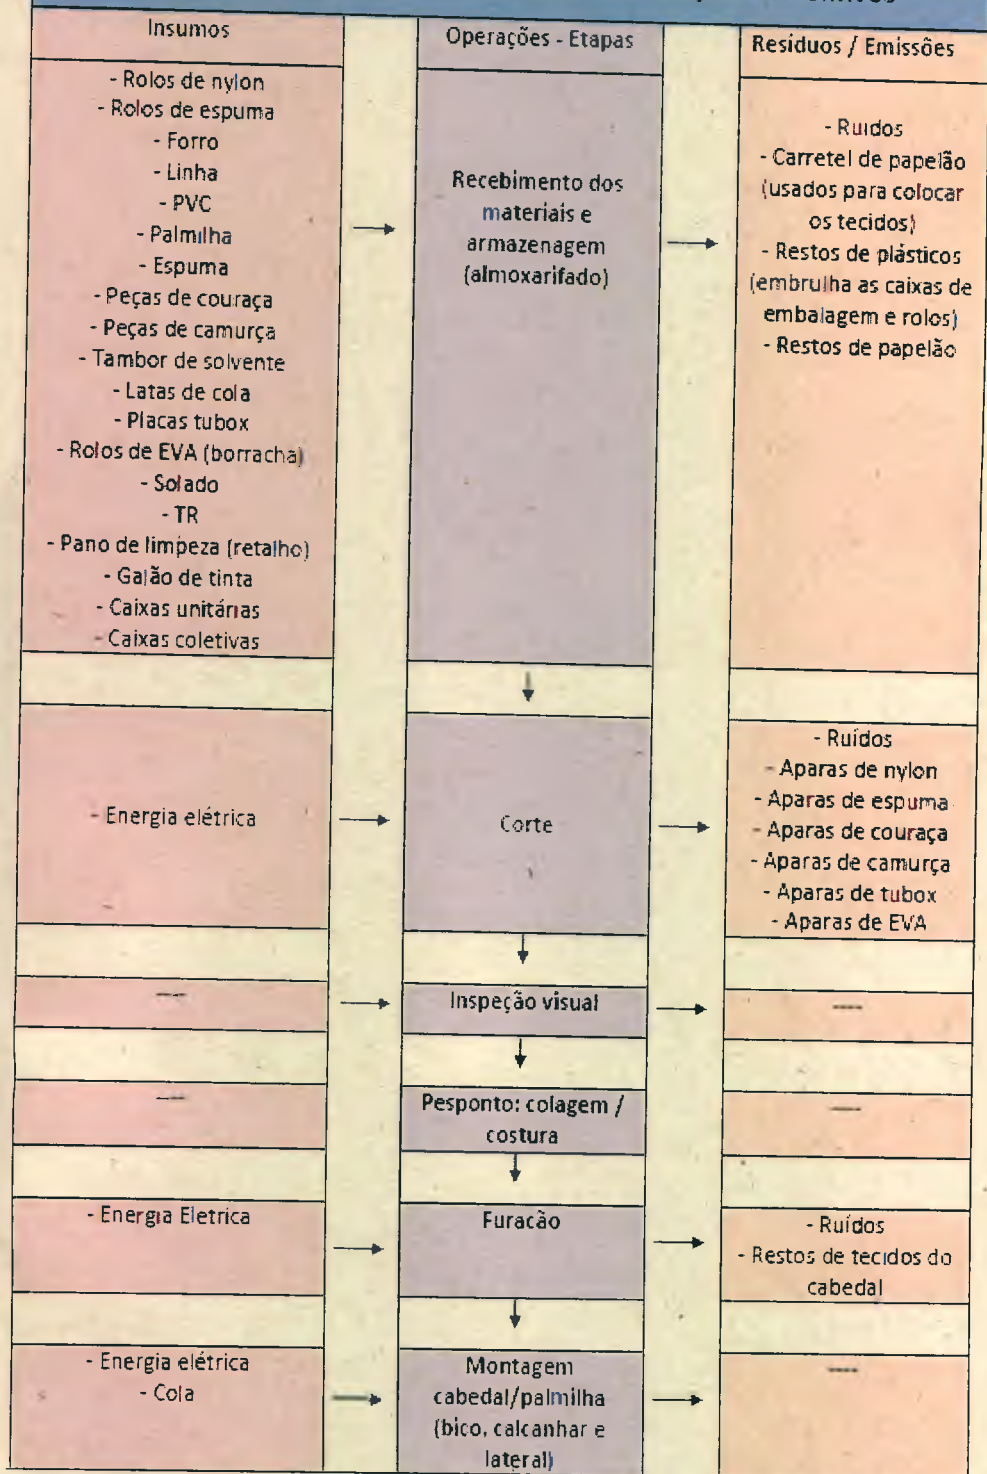 Insumos
Operações - Etapas
Resíduos / Emissões
- Rolos de nylon
- Rolos de espuma
- Forro
- Linha
- PVC
- Palmilha
- Espuma
- Peças de couraça
- Peças de camurça
- Tambor de solvente
- Latas de cola
- Placas tubox
- Rolos de EVA (borracha)
- Solado
- TR
- Pano de limpeza (retalho)
- Galão de tinta
- Caixas unitárias
- Caixas coletivas
Recebimento dos
materiais e
armazenagem
(almoxarifado)
- Ruidos
- Carretel de papelão
(usados para colocar
os tecidos)
- Restos de plásticos
(embrulha as caixas de
embalagem e rolos)
- Restos de papelão
- Energia elétrica
Corte
- Ruídos
- Aparas de nylon
- Aparas de espuma
- Aparas de couraça
- Aparas de camurça
- Aparas de tubox
- Aparas de EVA
---
Inspeção visual
---
---
Pesponto: colagem /
costura
---
- Energia Eletrica
Furacão
- Ruídos
- Restos de tecidos do
cabedal
- Energia elétrica
- Cola
Montagem
cabedal/palmilha
(bico, calcanhar e
lateral)
---